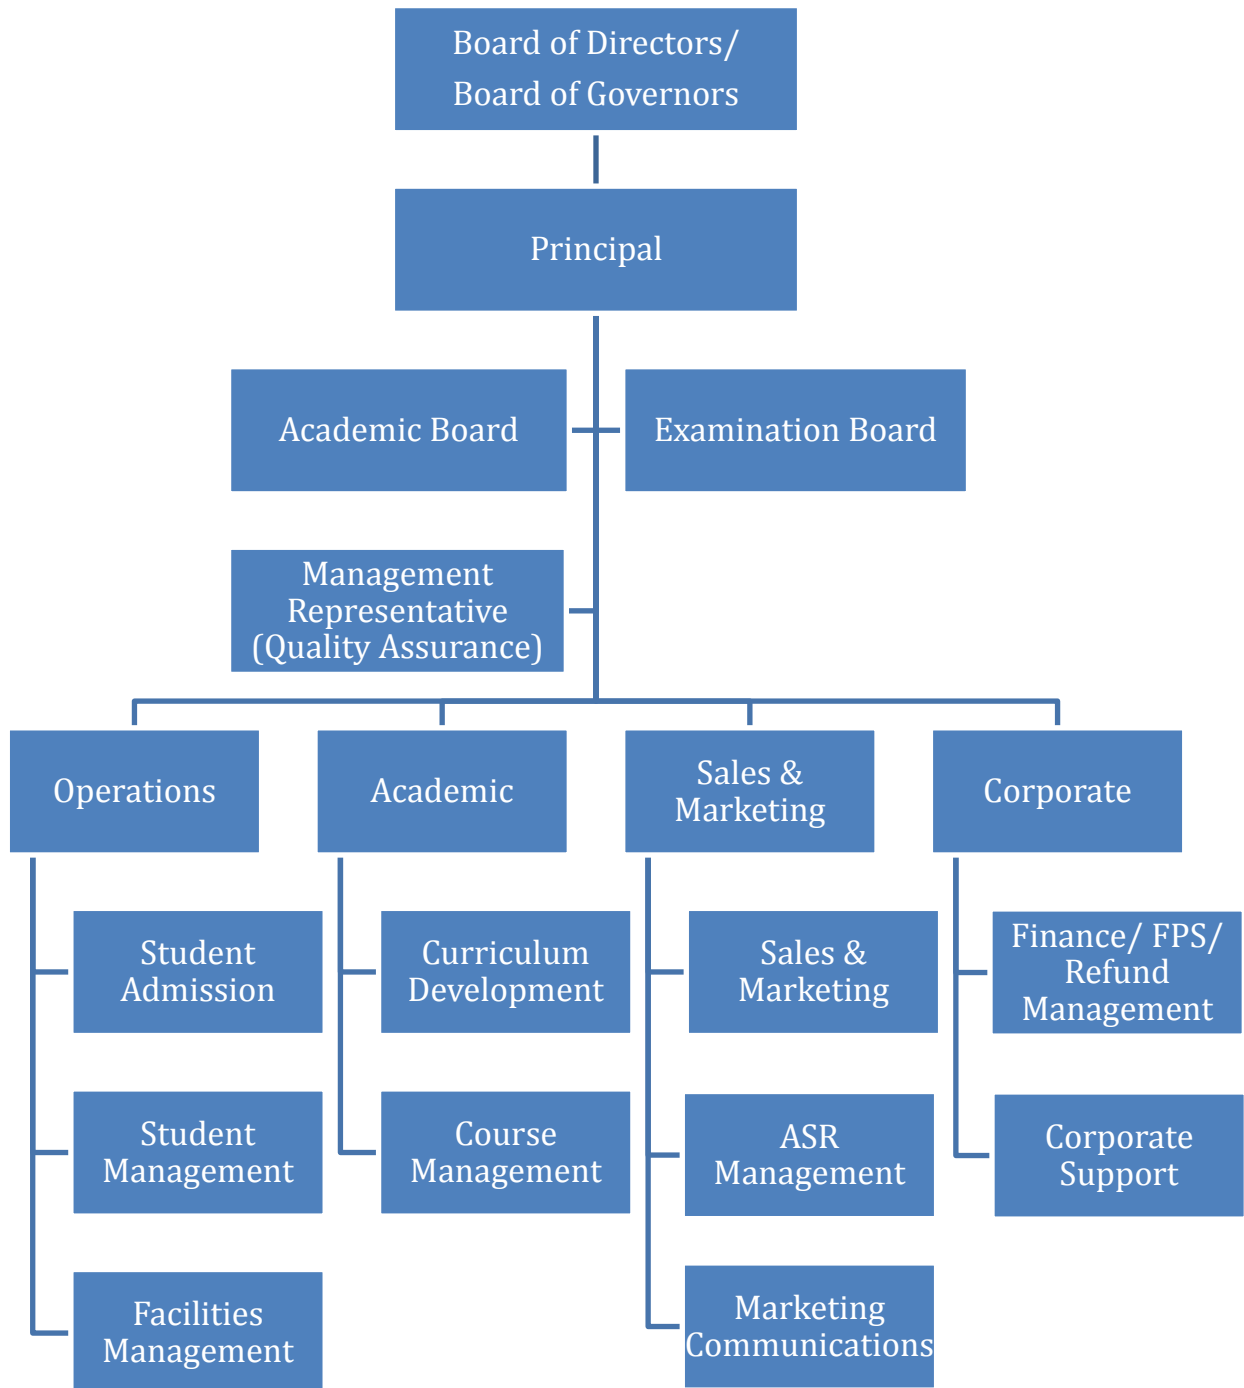 Board of Directors/
Board of Governors
Principal
Academic Board
Examination Board
Management
Representative
(Quality Assurance)
Operations
Academic
Sales &
Marketing
Corporate
Student
Admission
Curriculum
Development
Sales &
Marketing
Finance/ FPS/
Refund
Management
Student
Management
Course
Management
ASR
Management
Corporate
Support
Facilities
Management
Marketing
Communications